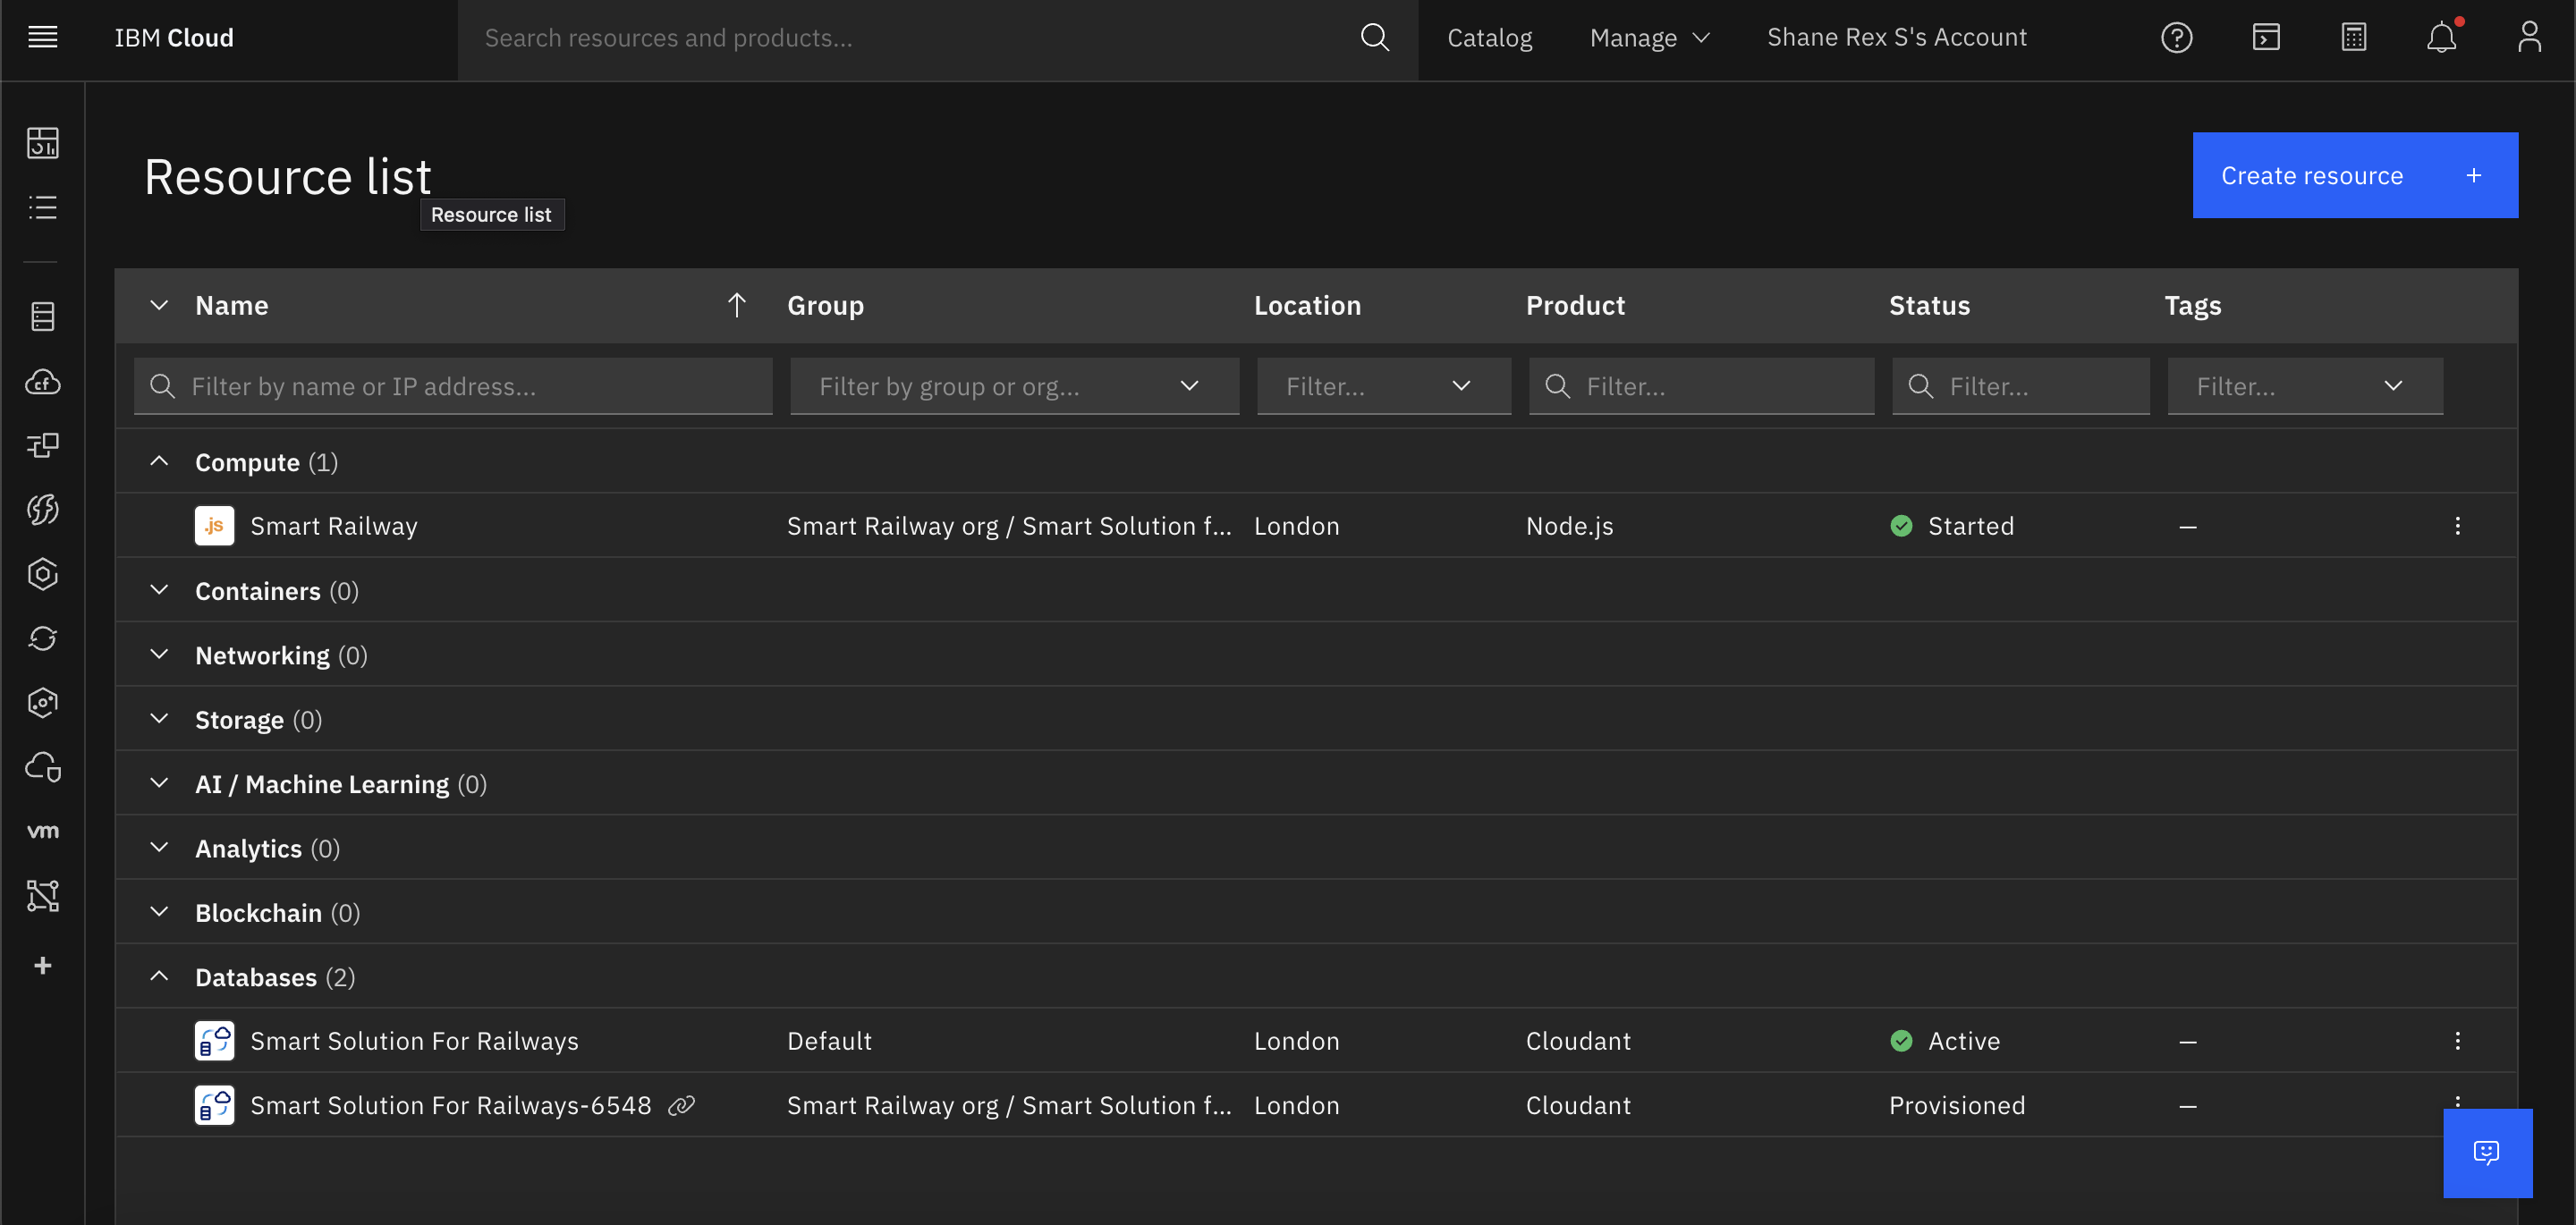 IBM Cloud
Search resources and products...
Catalog
Manage
Shane Rex S's Account
Resource list
Resource list
Create resource +
Name Group Location Product Status Tags
Filter by name or IP address... Filter by group or org... Filter... Filter... Filter... Filter...
Compute (1)
.js Smart Railway Smart Railway org / Smart Solution f... London Node.js Started –
Containers (0)
Networking (0)
Storage (0)
AI / Machine Learning (0)
Analytics (0)
Blockchain (0)
Databases (2)
Smart Solution For Railways Default London Cloudant Active –
Smart Solution For Railways-6548 Smart Railway org / Smart Solution f... London Cloudant Provisioned –
cf
vm